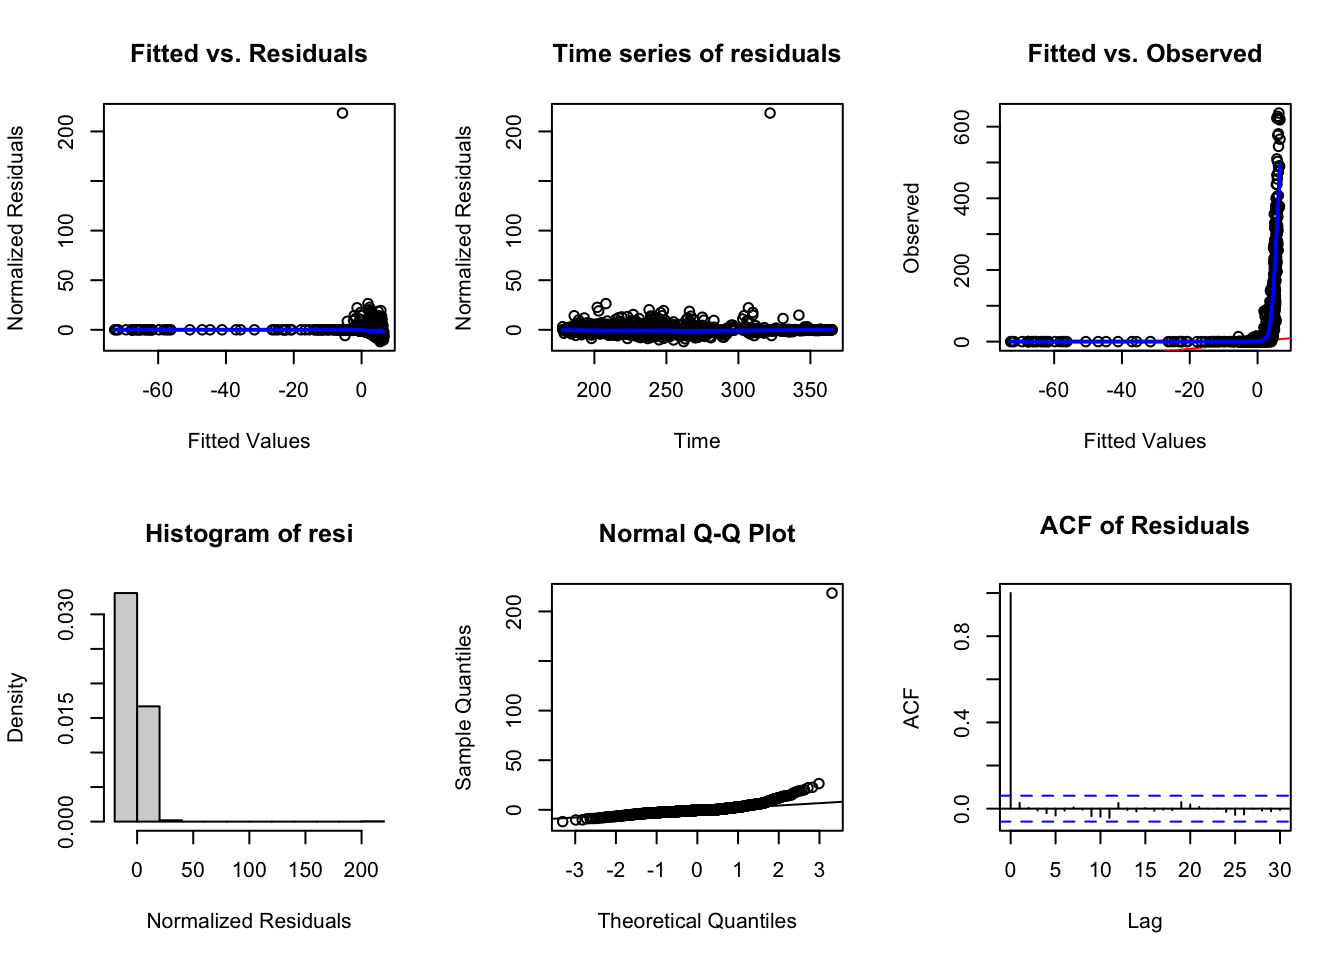 Fitted vs. Residuals
Normalized Residuals
0 50 100 200
-60 -40 -20 0
Fitted Values
Time series of residuals
Normalized Residuals
0 50 100 200
200 250 300 350
Time
Fitted vs. Observed
Observed
0 200 400 600
-60 -40 -20 0
Fitted Values
Histogram of resi
Density
0.000 0.015 0.030
0 50 100 150 200
Normalized Residuals
Normal Q-Q Plot
Sample Quantiles
0 50 100 200
-3 -2 -1 0 1 2 3
Theoretical Quantiles
ACF of Residuals
ACF
0.0 0.4 0.8
0 5 10 15 20 25 30
Lag